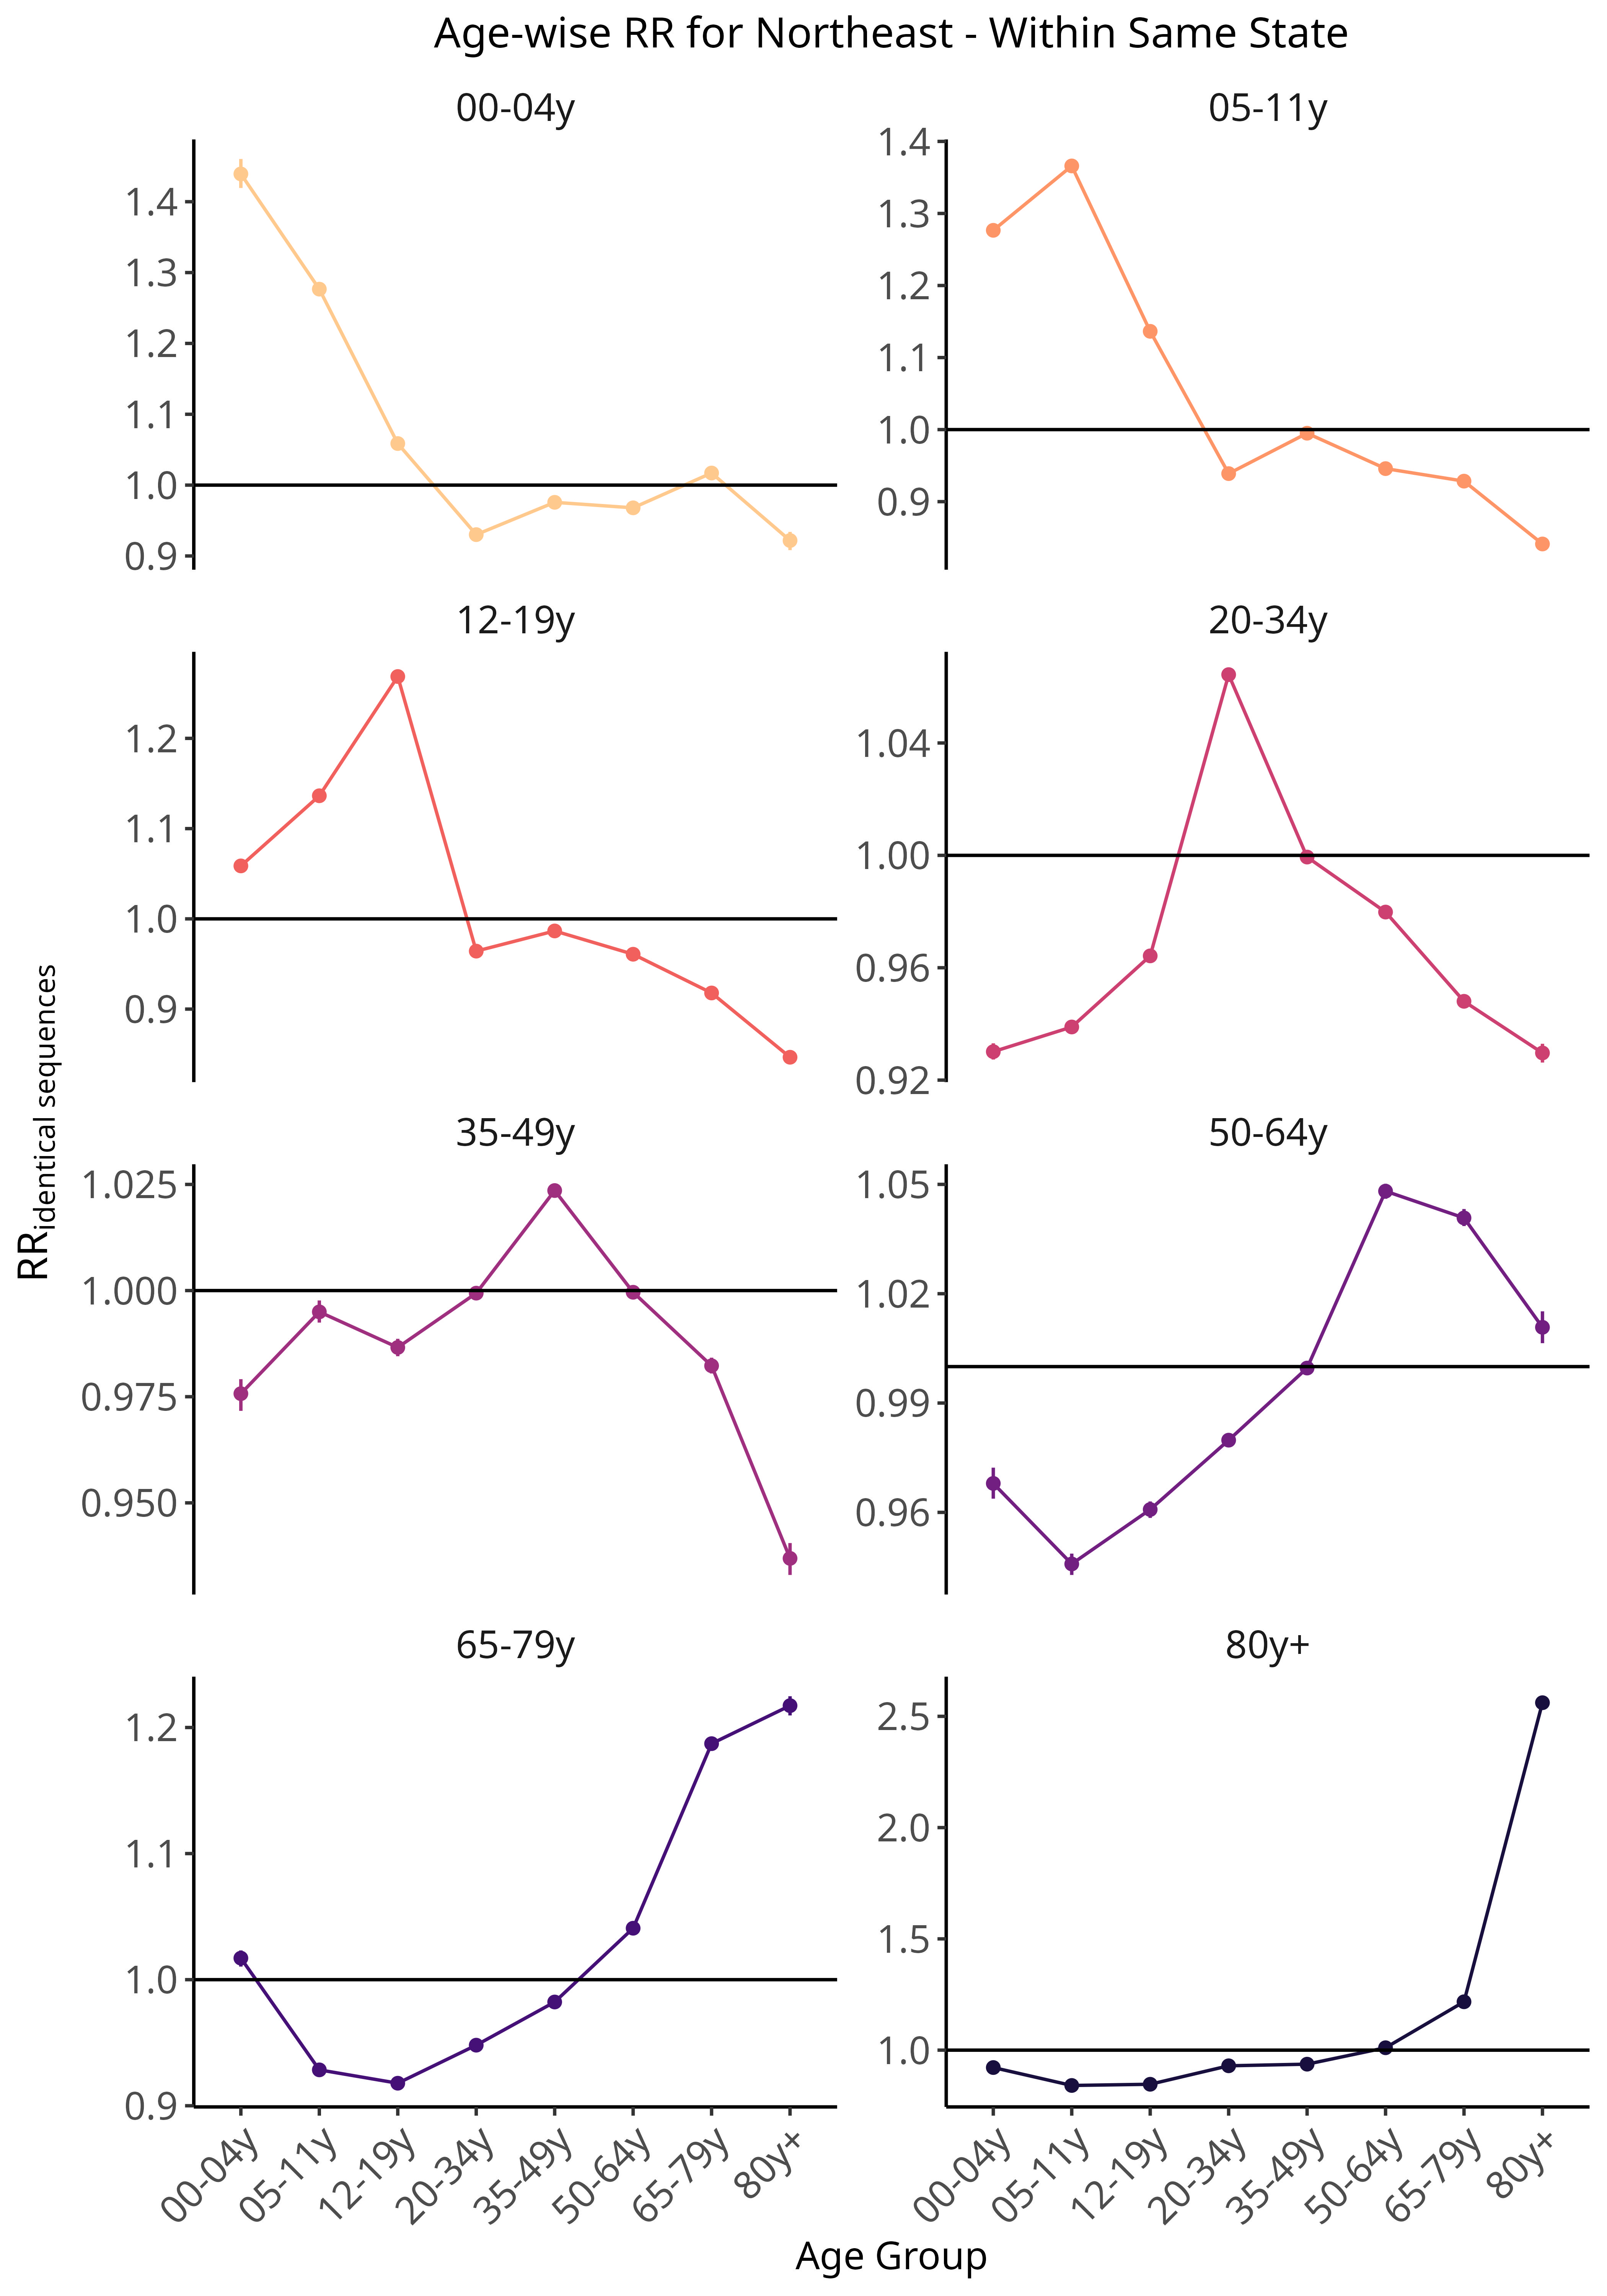 Age-wise RR for Northeast - Within Same State
00-04y
1.4
1.3
1.2
1.1
1.0
0.9
05-11y
1.4
1.3
1.2
1.1
1.0
0.9
12-19y
1.2
1.1
1.0
0.9
20-34y
1.04
1.00
0.96
0.92
35-49y
1.025
1.000
0.975
0.950
50-64y
1.05
1.02
0.99
0.96
65-79y
1.2
1.1
1.0
0.9
80y+
2.5
2.0
1.5
1.0
RRidentical sequences
00-04y 05-11y 12-19y 20-34y 35-49y 50-64y 65-79y 80y+
00-04y 05-11y 12-19y 20-34y 35-49y 50-64y 65-79y 80y+
Age Group